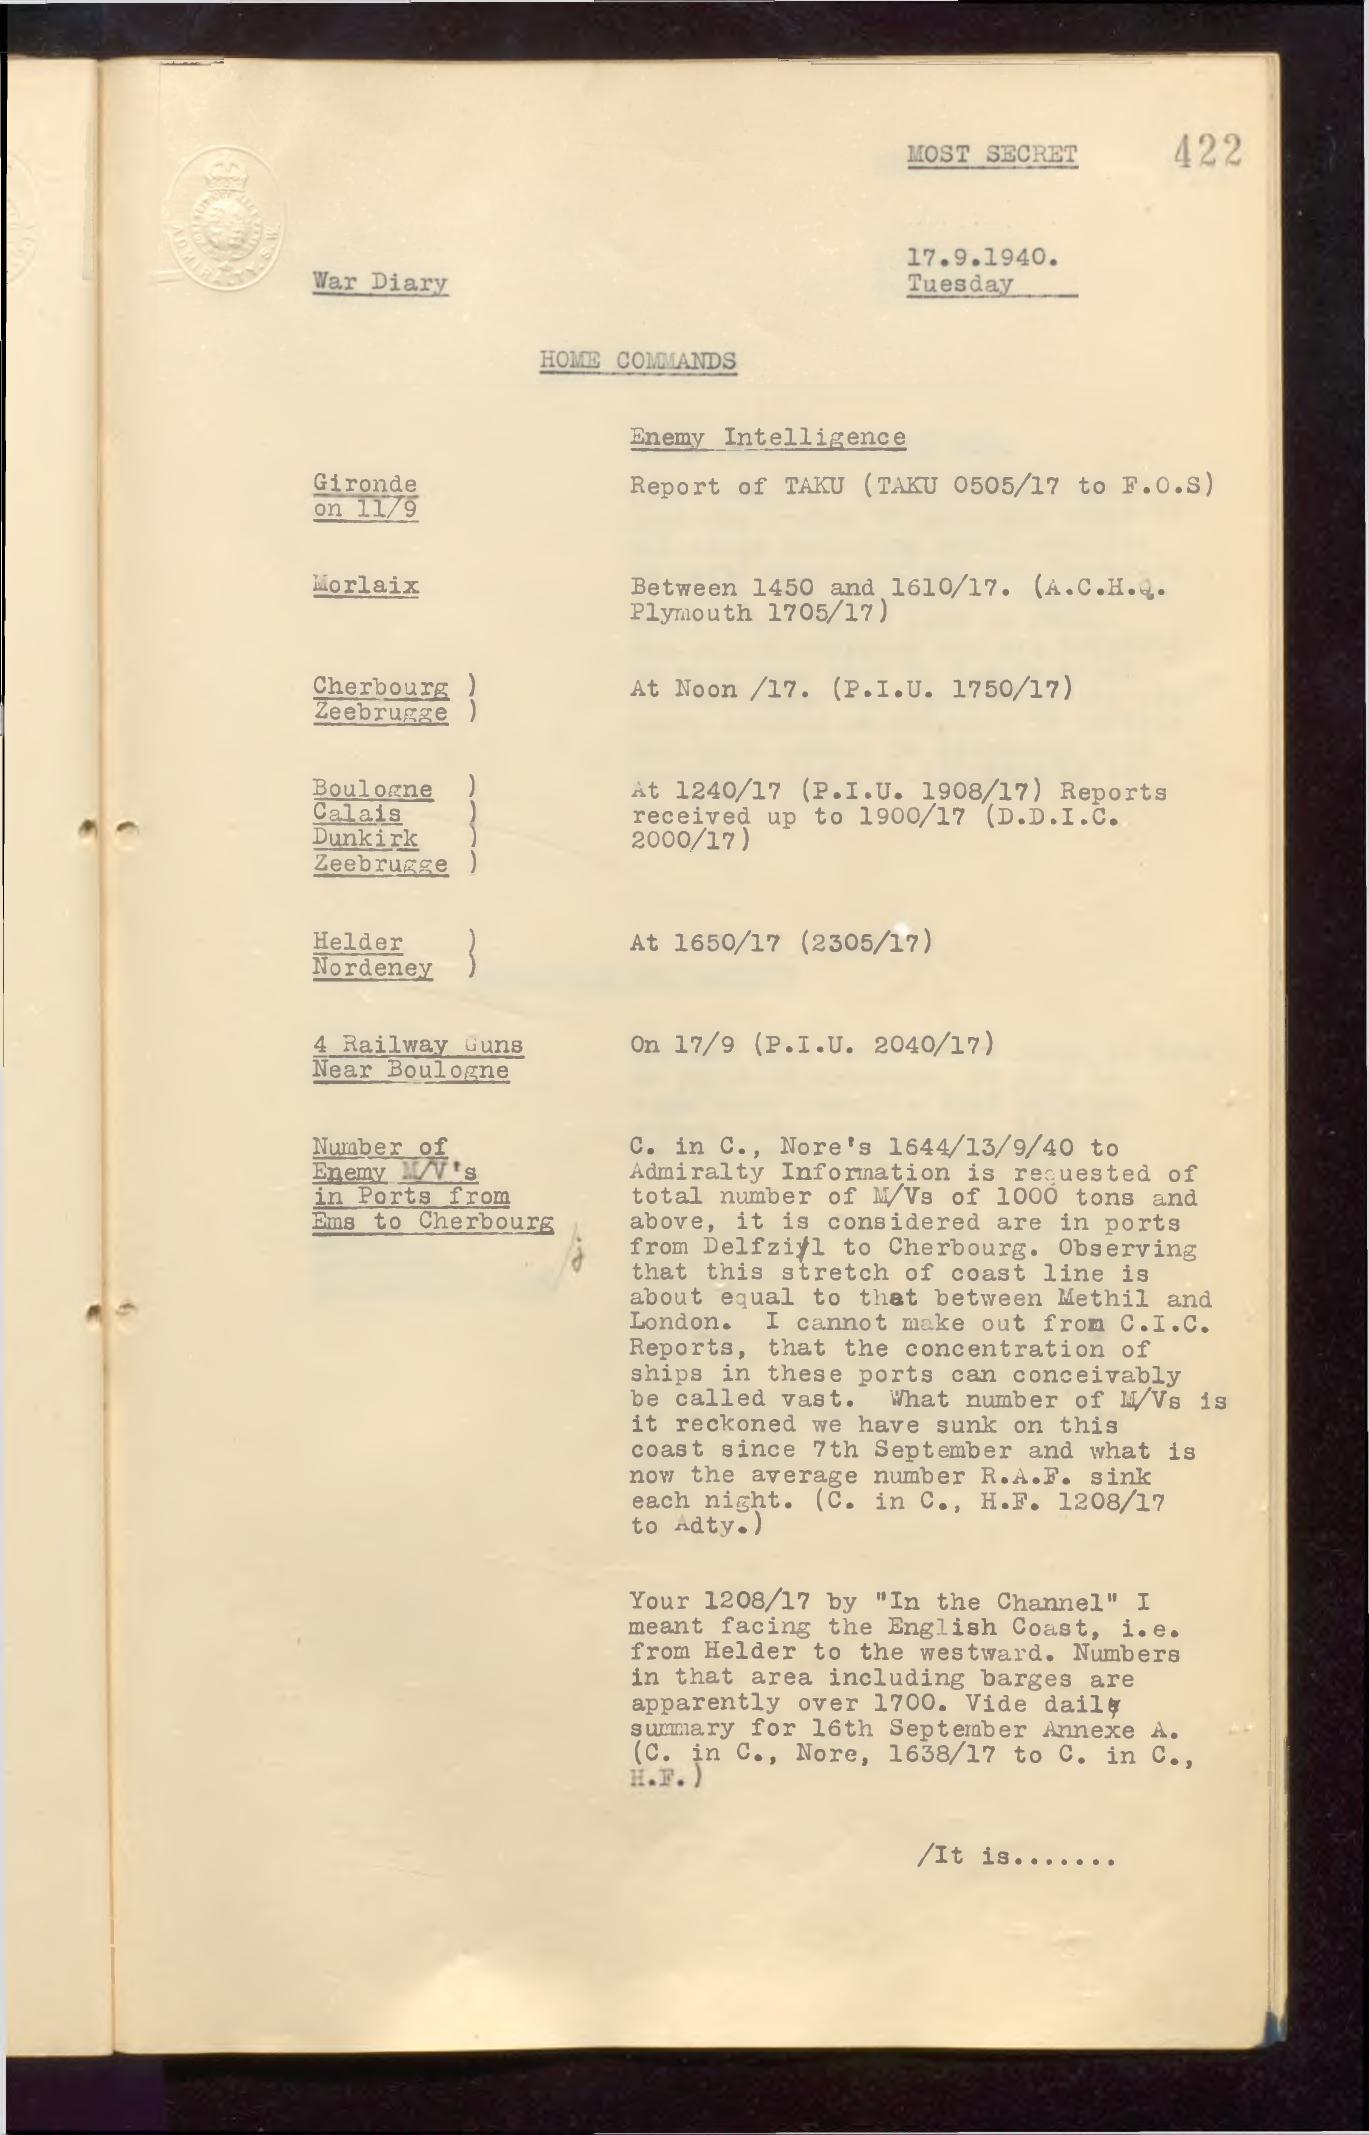 MOST SECRET 422
ADMIRALTY.S.W.
17.9.1940.
War Diary Tuesday
HOME COMMANDS
Enemy Intelligence
Gironde Report of TAKU (TAKU 0505/17 to F.O.S)
on 11/9
Morlaix Between 1450 and 1610/17. (A.C.H.Q.
Plymouth 1705/17)
Cherbourg ) At Noon /17. (P.I.U. 1750/17)
Zeebrugge )
Boulogne ) At 1240/17 (P.I.U. 1908/17) Reports
Calais ) received up to 1900/17 (D.D.I.C.
Dunkirk ) 2000/17)
Zeebrugge )
Helder ) At 1650/17 (2305/17)
Nordeney )
4 Railway Guns On 17/9 (P.I.U. 2040/17)
Near Boulogne
Number of C. in C., Nore's 1644/13/9/40 to
Enemy M/V's Admiralty Information is requested of
in Ports from total number of M/Vs of 1000 tons and
Ems to Cherbourg above, it is considered are in ports
/j from Delfziyl to Cherbourg. Observing
that this stretch of coast line is
about equal to that between Methil and
London. I cannot make out from C.I.C.
Reports, that the concentration of
ships in these ports can conceivably
be called vast. What number of M/Vs is
it reckoned we have sunk on this
coast since 7th September and what is
now the average number R.A.F. sink
each night. (C. in C., H.F. 1208/17
to Adty.)
Your 1208/17 by "In the Channel" I
meant facing the English Coast, i.e.
from Helder to the westward. Numbers
in that area including barges are
apparently over 1700. Vide daily
summary for 16th September Annexe A.
(C. in C., Nore, 1638/17 to C. in C.,
H.F.)
/It is.......